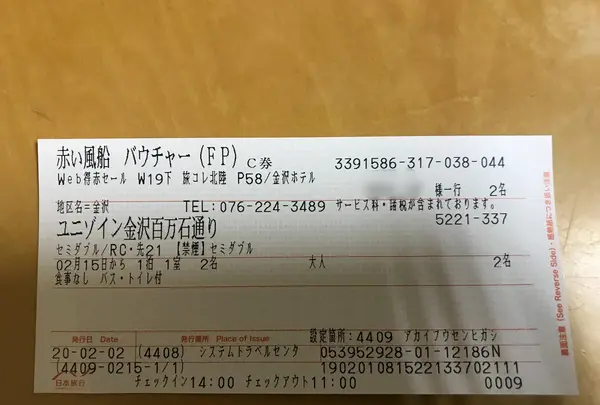 赤い風船 バウチャー(FP) C券 3391586-317-038-044
Web得赤セール W19下 旅コレ北陸 P58/金沢ホテル
様一行 2名
地区名=金沢 TEL:076-224-3489 サービス料・諸税が含まれております。
ユニゾイン金沢百万石通り 5221-337
セミダブル/RC・先21 【禁煙】セミダブル
02月15日から 1泊 1室 2名 大人 2名
食事なし バス・トイレ付
設定箇所:4409 アカイフウセンヒガシ
発行日 Date 発行箇所 Place of Issue
20-02-02 (4408) システムトラベルセンタ 053952928-01-12186N
(4409-0215-1/1) 190201081522133702111
日本旅行 チェックイン14:00 チェックアウト11:00 0009
裏面注意 (See Reverse Side)